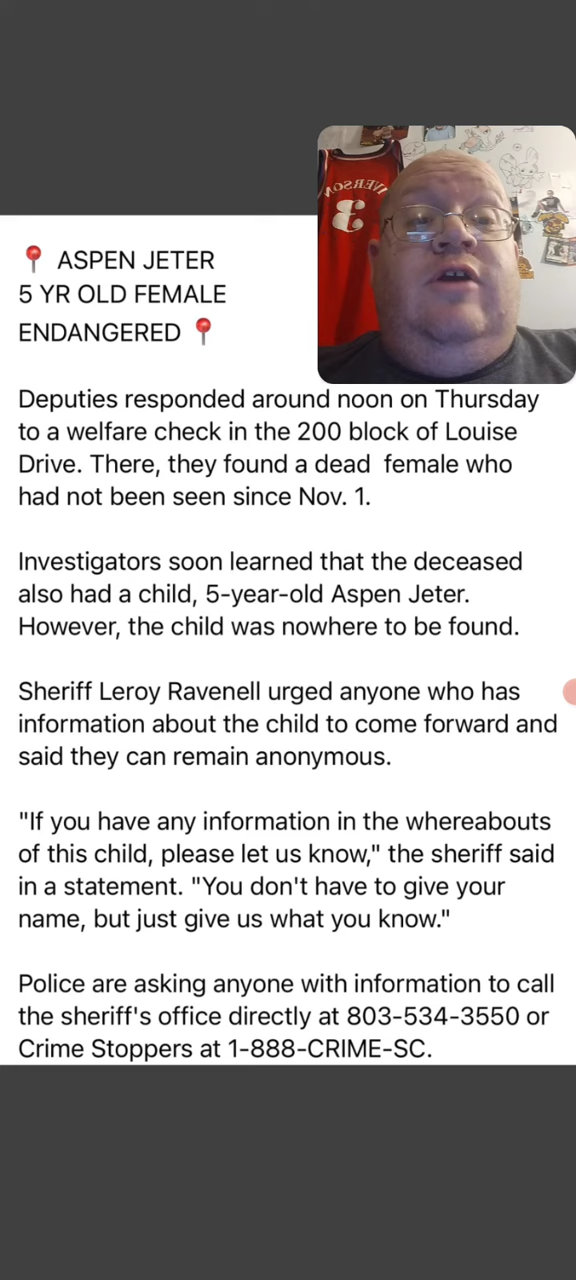 IVERSON
3
📍 ASPEN JETER
5 YR OLD FEMALE
ENDANGERED 📍
Deputies responded around noon on Thursday
to a welfare check in the 200 block of Louise
Drive. There, they found a dead female who
had not been seen since Nov. 1.
Investigators soon learned that the deceased
also had a child, 5-year-old Aspen Jeter.
However, the child was nowhere to be found.
Sheriff Leroy Ravenell urged anyone who has
information about the child to come forward and
said they can remain anonymous.
"If you have any information in the whereabouts
of this child, please let us know," the sheriff said
in a statement. "You don't have to give your
name, but just give us what you know."
Police are asking anyone with information to call
the sheriff's office directly at 803-534-3550 or
Crime Stoppers at 1-888-CRIME-SC.